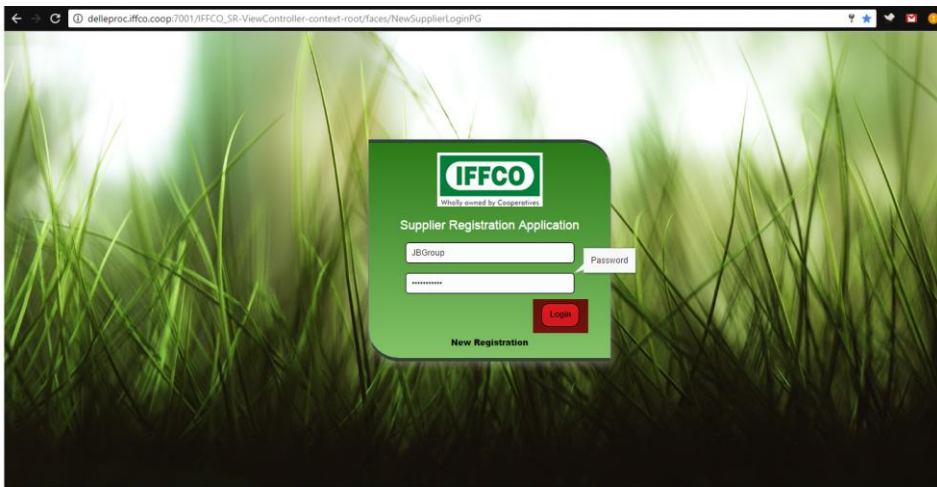 delleproc.iffco.coop:7001/IFFCO_SR-ViewController-context-root/faces/NewSupplierLoginPG
IFFCO
Wholly owned by Cooperatives
Supplier Registration Application
JBGroup
Password
•••••••••••
Login
New Registration